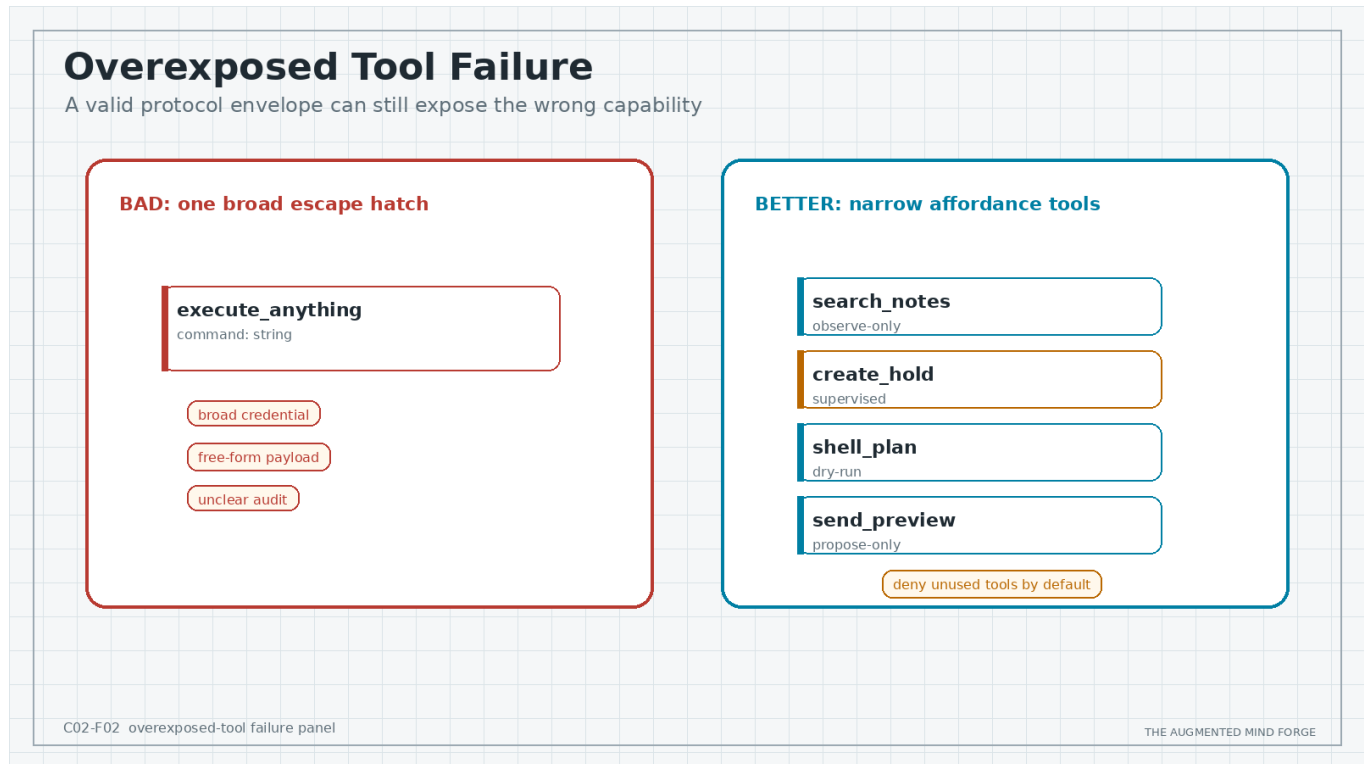 Overexposed Tool Failure
A valid protocol envelope can still expose the wrong capability
BAD: one broad escape hatch
execute_anything
command: string
broad credential
free-form payload
unclear audit
BETTER: narrow affordance tools
search_notes
observe-only
create_hold
supervised
shell_plan
dry-run
send_preview
propose-only
deny unused tools by default
C02-F02  overexposed-tool failure panel
THE AUGMENTED MIND FORGE